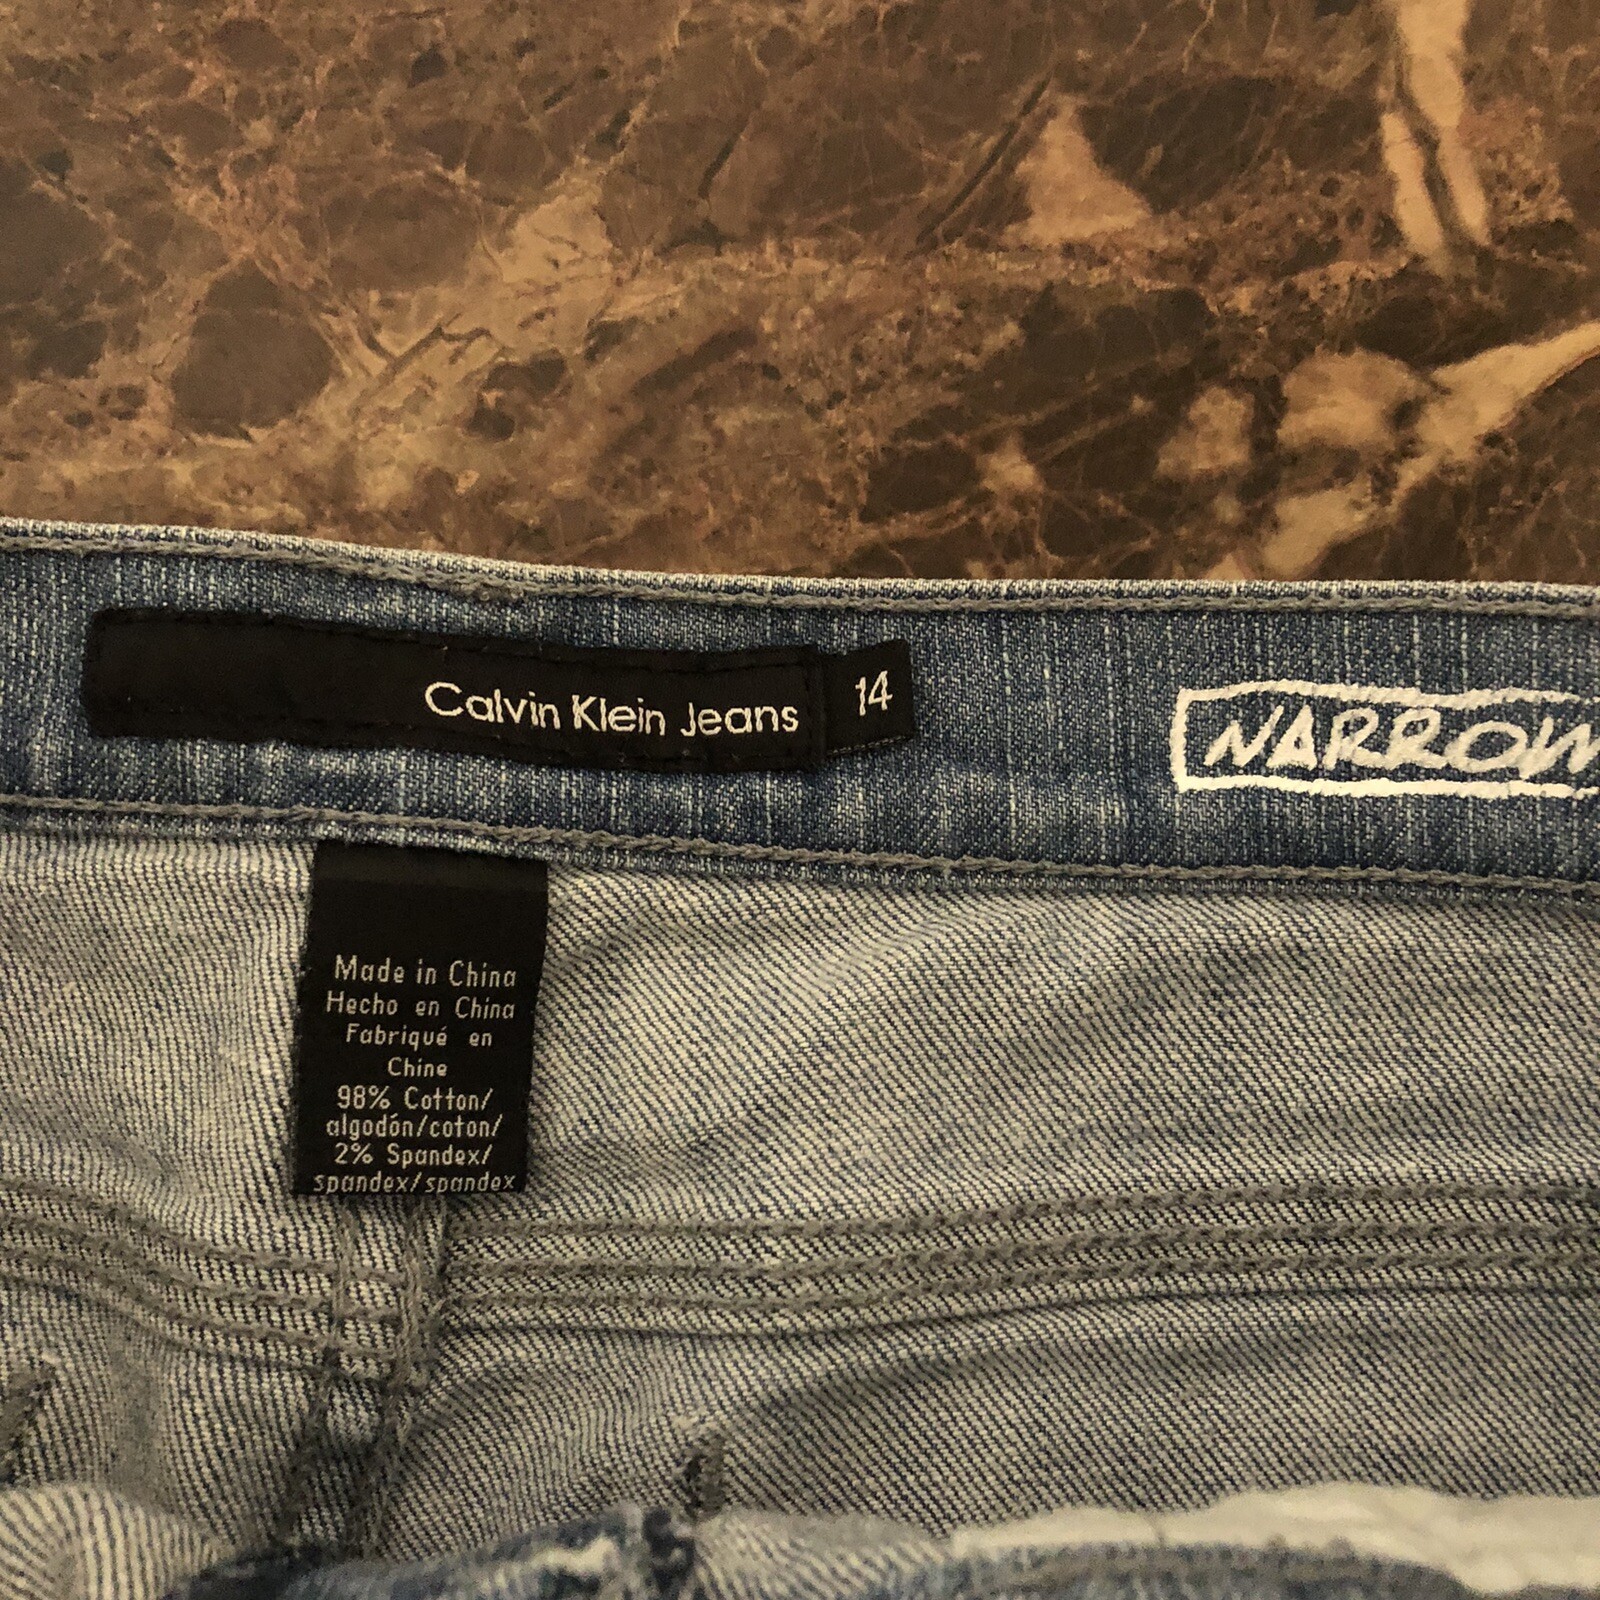 Calvin Klein Jeans 14
NARROW
Made in China
Hecho en China
Fabriqué en
Chine
98% Cotton/
algodón/coton/
2% Spandex/
spandex/spandex